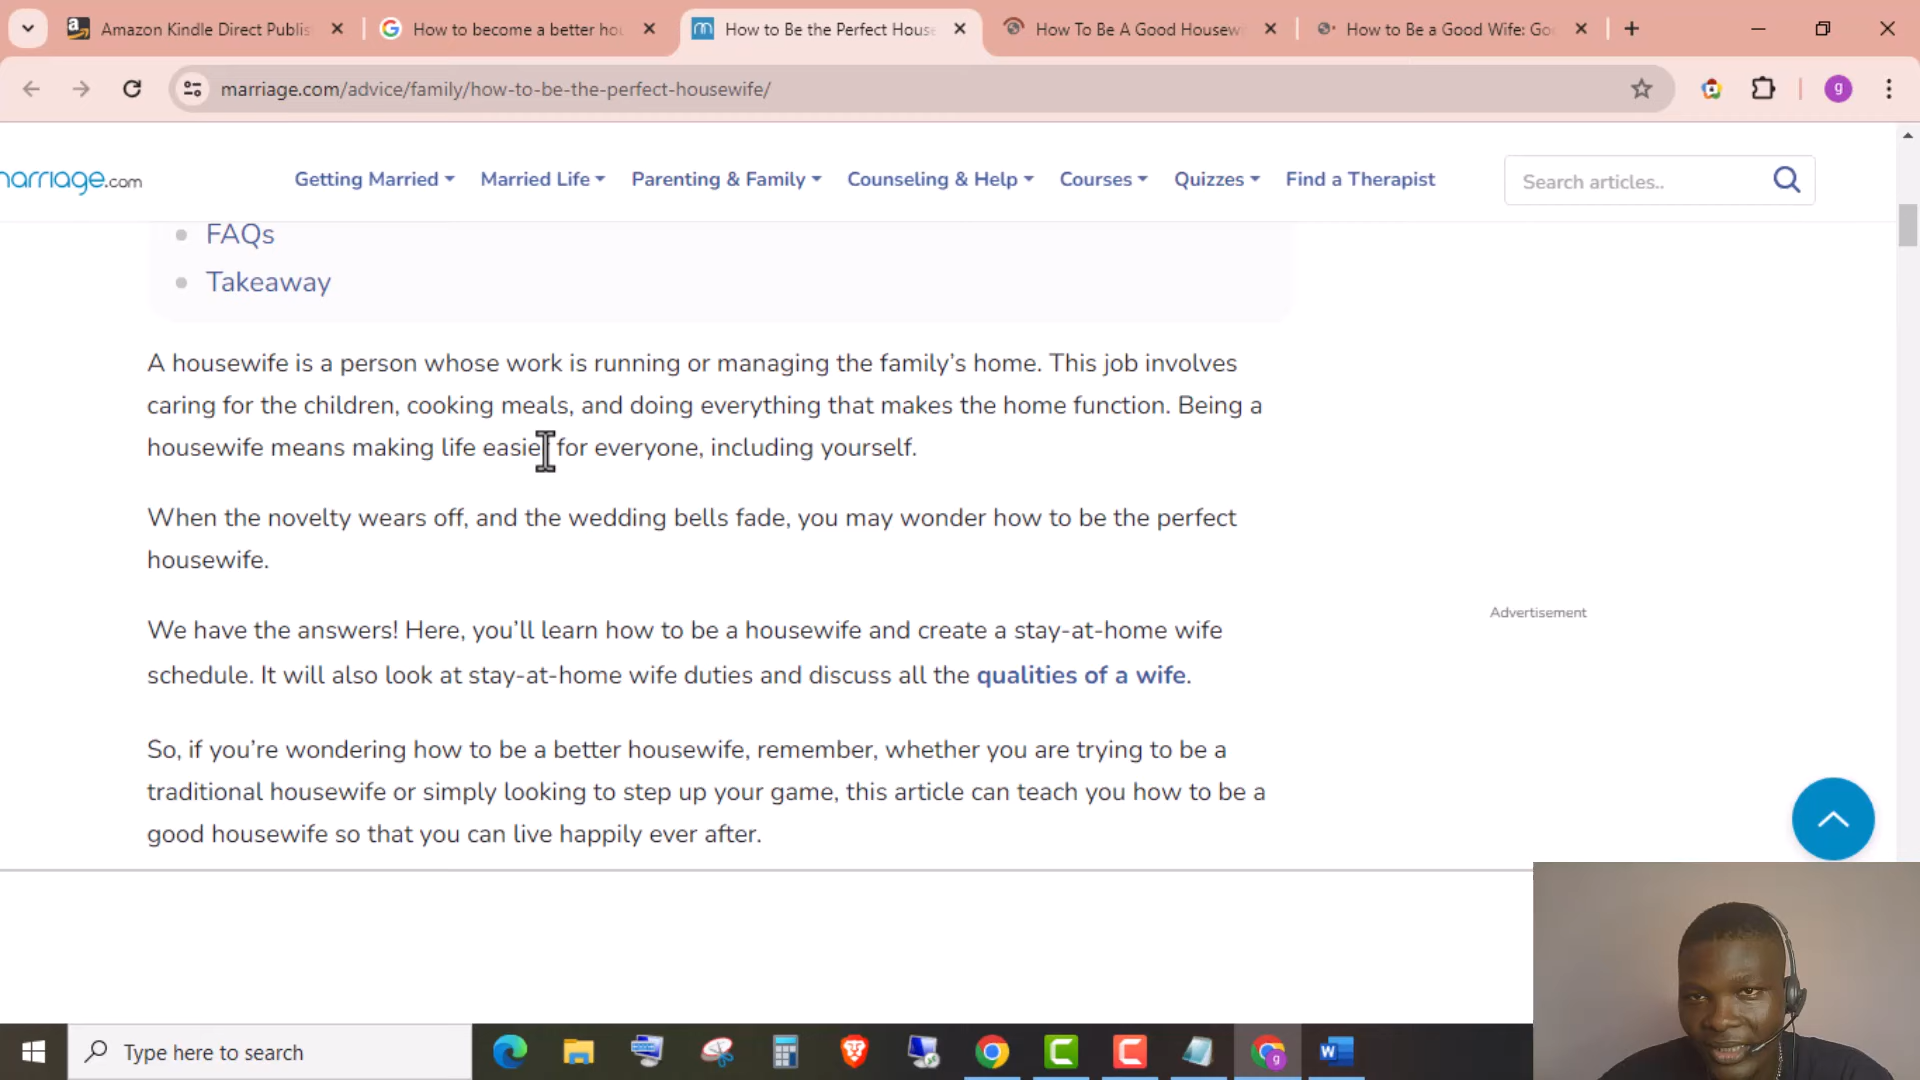 Amazon Kindle Direct Publis
How to become a better hou
How to Be the Perfect House
How To Be A Good Housew
How to Be a Good Wife: Go
marriage.com/advice/family/how-to-be-the-perfect-housewife/
g
marriage.com
Getting Married
Married Life
Parenting & Family
Counseling & Help
Courses
Quizzes
Find a Therapist
Search articles..
FAQs
Takeaway
A housewife is a person whose work is running or managing the family's home. This job involves
caring for the children, cooking meals, and doing everything that makes the home function. Being a
housewife means making life easier for everyone, including yourself.
When the novelty wears off, and the wedding bells fade, you may wonder how to be the perfect
housewife.
Advertisement
We have the answers! Here, you'll learn how to be a housewife and create a stay-at-home wife
schedule. It will also look at stay-at-home wife duties and discuss all the qualities of a wife.
So, if you're wondering how to be a better housewife, remember, whether you are trying to be a
traditional housewife or simply looking to step up your game, this article can teach you how to be a
good housewife so that you can live happily ever after.
Type here to search